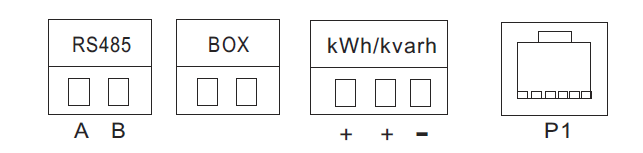 RS485 BOX kWh/kvarh
A B + + - P1